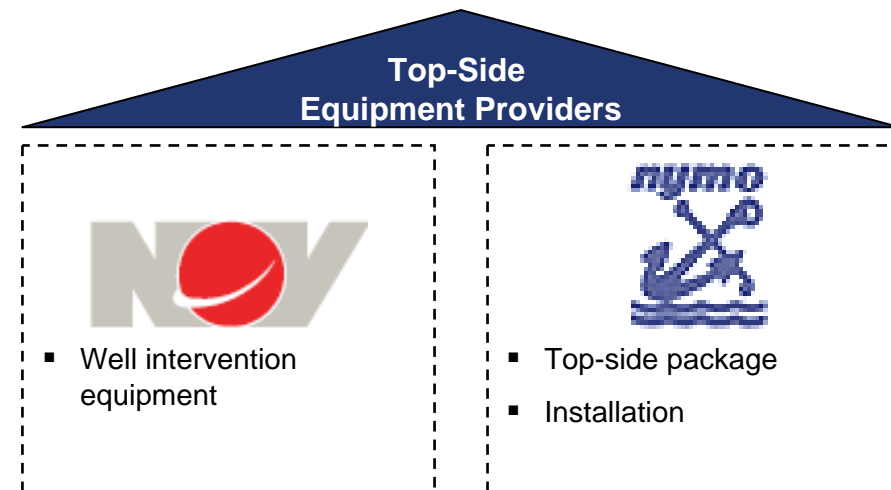 Top-Side
Equipment Providers
NOV
nymo
▪ Well intervention
equipment
▪ Top-side package
▪ Installation